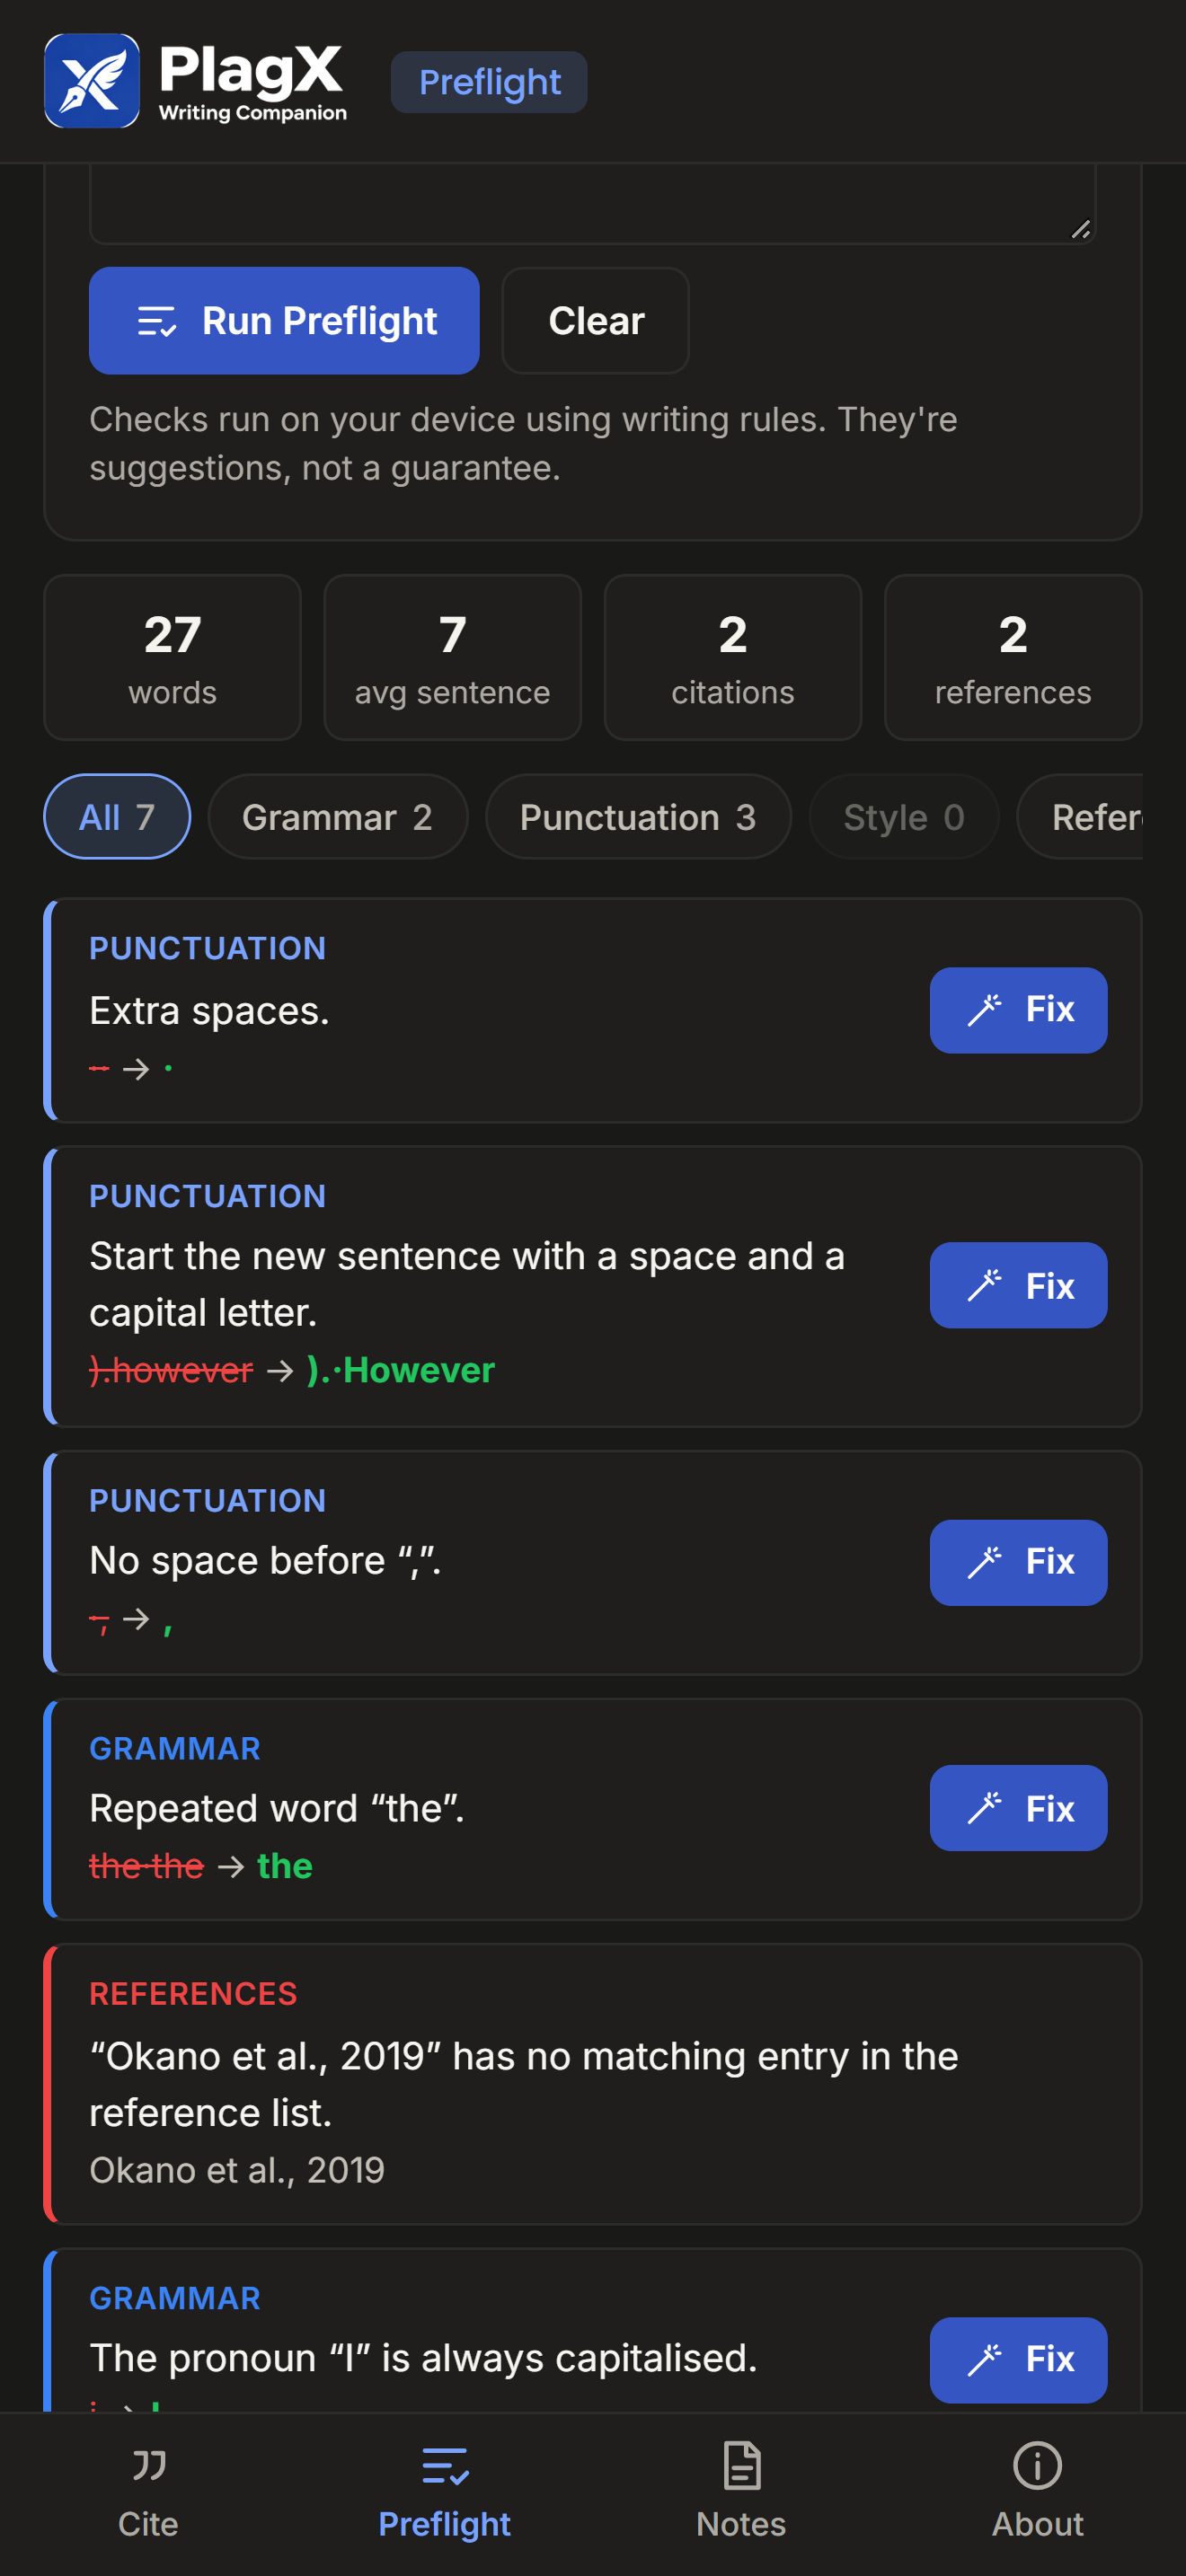 PlagX
Writing Companion
Preflight
Run Preflight
Clear
Checks run on your device using writing rules. They're
suggestions, not a guarantee.
27
words
7
avg sentence
2
citations
2
references
All 7
Grammar 2
Punctuation 3
Style 0
PUNCTUATION
Extra spaces.
·· → ·
Fix
PUNCTUATION
Start the new sentence with a space and a
capital letter.
).however → ).·However
Fix
PUNCTUATION
No space before “,”.
·, → ,
Fix
GRAMMAR
Repeated word “the”.
the·the → the
Fix
REFERENCES
“Okano et al., 2019” has no matching entry in the
reference list.
Okano et al., 2019
GRAMMAR
The pronoun “I” is always capitalised.
Fix
Cite
Preflight
Notes
About